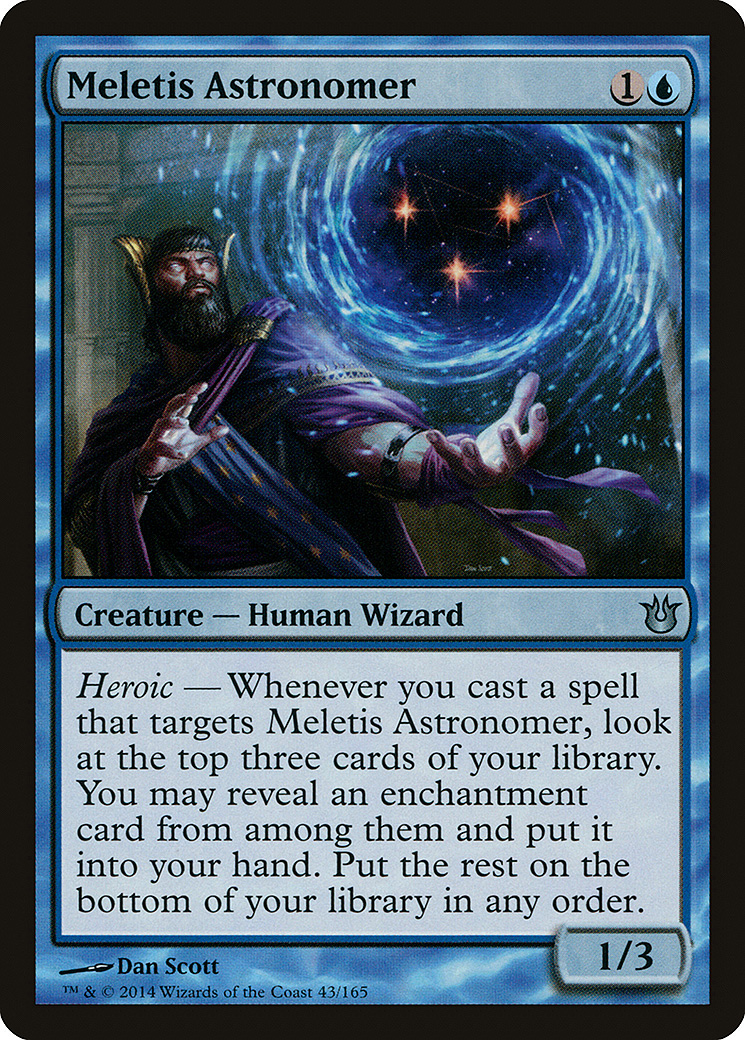 Meletis Astronomer 1
Creature — Human Wizard
Heroic — Whenever you cast a spell
that targets Meletis Astronomer, look
at the top three cards of your library.
You may reveal an enchantment
card from among them and put it
into your hand. Put the rest on the
bottom of your library in any order.
1/3
Dan Scott
™ & © 2014 Wizards of the Coast 43/165